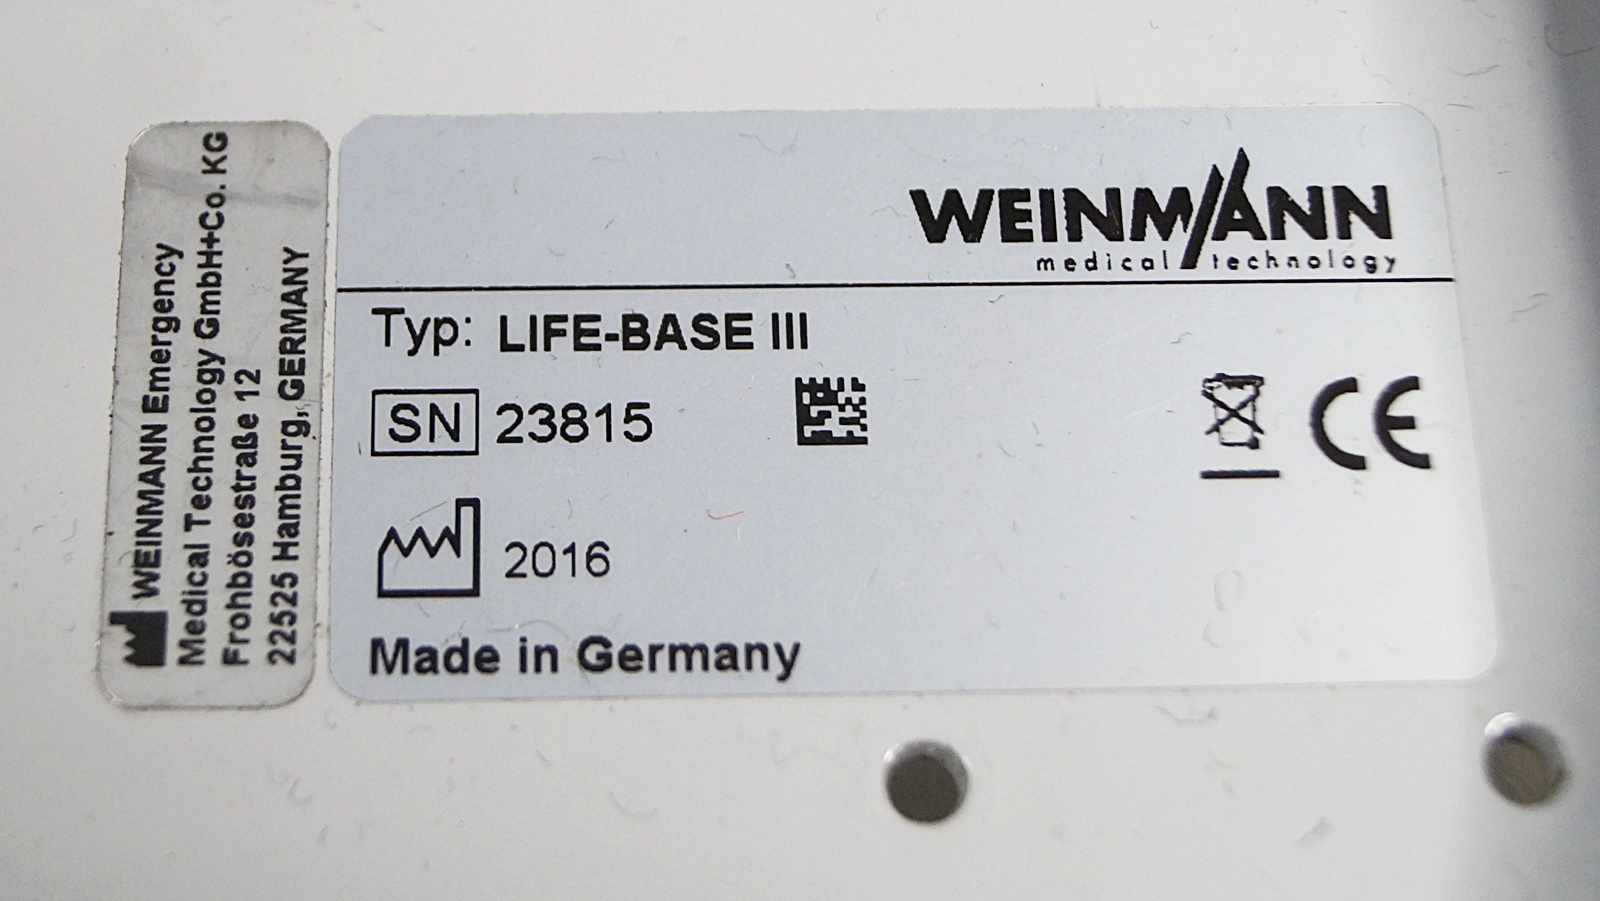 WEINMANN Emergency
Medical Technology GmbH+Co. KG
Frohbösestraße 12
22525 Hamburg, GERMANY
WEINMANN
medical technology
Typ: LIFE-BASE III
SN 23815
CE
2016
Made in Germany